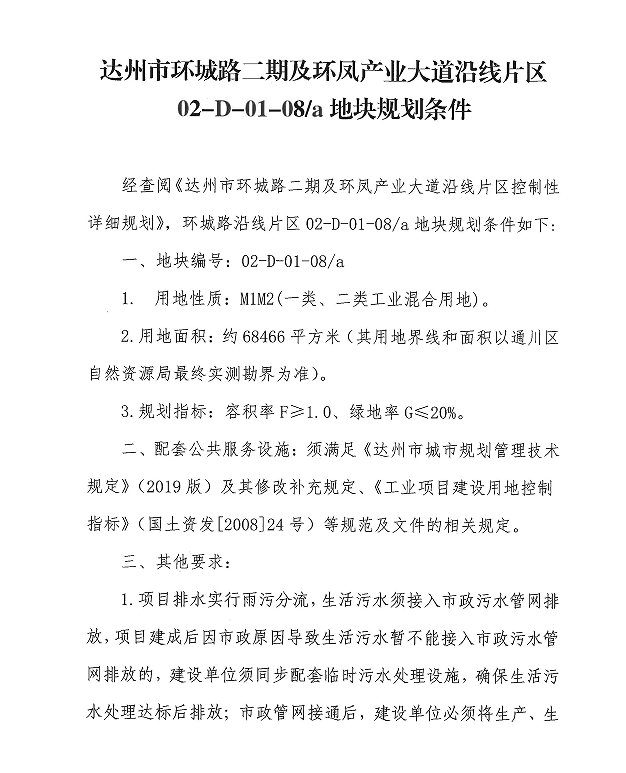 达州市环城路二期及环凤产业大道沿线片区
02-D-01-08/a 地块规划条件
经查阅《达州市环城路二期及环凤产业大道沿线片区控制性
详细规划》，环城路沿线片区 02-D-01-08/a 地块规划条件如下：
一、地块编号：02-D-01-08/a
1. 用地性质：M1M2(一类、二类工业混合用地)。
2.用地面积：约 68466 平方米（其用地界线和面积以通川区
自然资源局最终实测勘界为准）。
3.规划指标：容积率 F≥1.0、绿地率 G≤20%。
二、配套公共服务设施：须满足《达州市城市规划管理技术
规定》（2019 版）及其修改补充规定、《工业项目建设用地控制
指标》（国土资发[2008]24 号）等规范及文件的相关规定。
三、其他要求：
1.项目排水实行雨污分流，生活污水须接入市政污水管网排
放，项目建成后因市政原因导致生活污水暂不能接入市政污水管
网排放的，建设单位须同步配套临时污水处理设施，确保生活污
水处理达标后排放；市政管网接通后，建设单位必须将生产、生